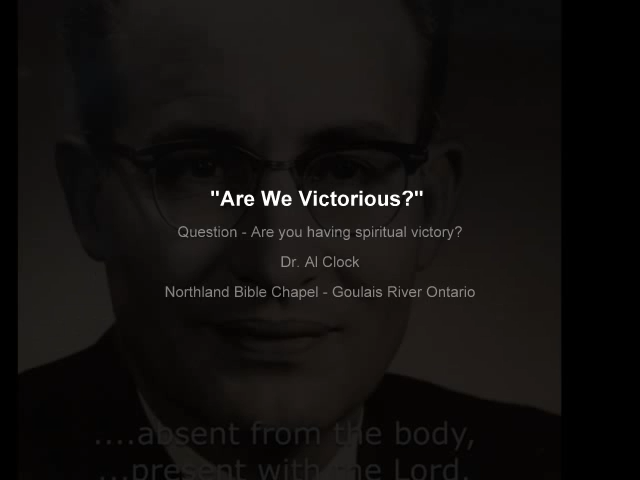 "Are We Victorious?"
Question - Are you having spiritual victory?
Dr. Al Clock
Northland Bible Chapel - Goulais River Ontario
....absent from the body,
...present with the Lord.